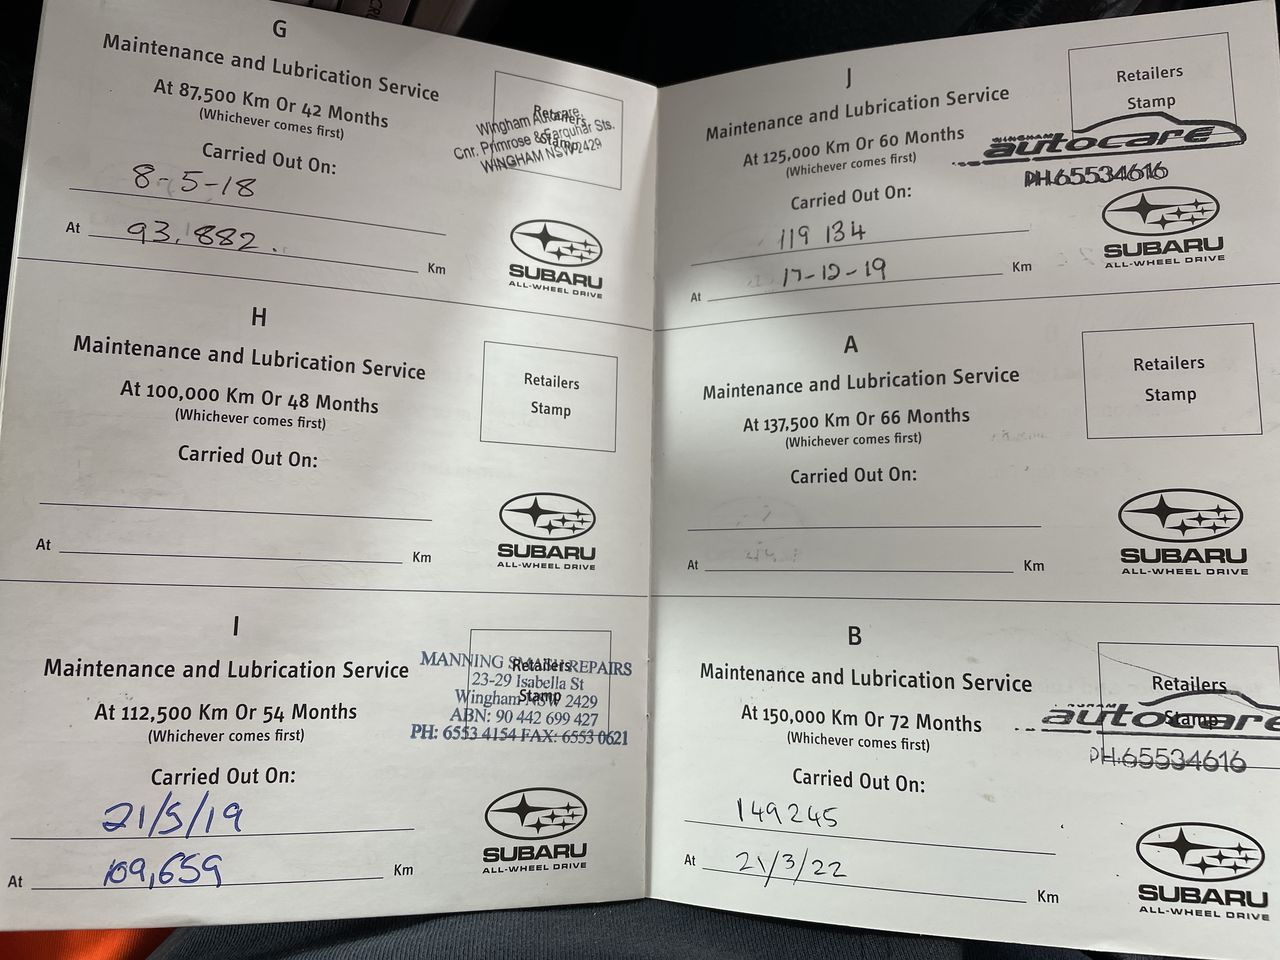 G
Maintenance and Lubrication Service
At 87,500 Km Or 42 Months
(Whichever comes first)
Carried Out On:
8-5-18
At 93.882. Km
Retailers
Stamp
Wingham Autocare
Cnr. Primrose & Farquhar Sts.
WINGHAM NSW 2429
SUBARU
ALL-WHEEL DRIVE
H
Maintenance and Lubrication Service
At 100,000 Km Or 48 Months
(Whichever comes first)
Carried Out On:
At Km
Retailers
Stamp
SUBARU
ALL-WHEEL DRIVE
I
Maintenance and Lubrication Service
At 112,500 Km Or 54 Months
(Whichever comes first)
Carried Out On:
21/5/19
At 109,659 Km
Retailers
Stamp
MANNING SMASH REPAIRS
23-29 Isabella St
Wingham NSW 2429
ABN: 90 442 699 427
PH: 6553 4154 FAX: 6553 0621
SUBARU
ALL-WHEEL DRIVE
J
Maintenance and Lubrication Service
At 125,000 Km Or 60 Months
(Whichever comes first)
Carried Out On:
119 134
At 17-12-19 Km
Retailers
Stamp
WINGHAM
autocare
PH.65534616
SUBARU
ALL-WHEEL DRIVE
A
Maintenance and Lubrication Service
At 137,500 Km Or 66 Months
(Whichever comes first)
Carried Out On:
At Km
Retailers
Stamp
SUBARU
ALL-WHEEL DRIVE
B
Maintenance and Lubrication Service
At 150,000 Km Or 72 Months
(Whichever comes first)
Carried Out On:
149245
At 21/3/22 Km
Retailers
Stamp
autocare
PH.65534616
SUBARU
ALL-WHEEL DRIVE